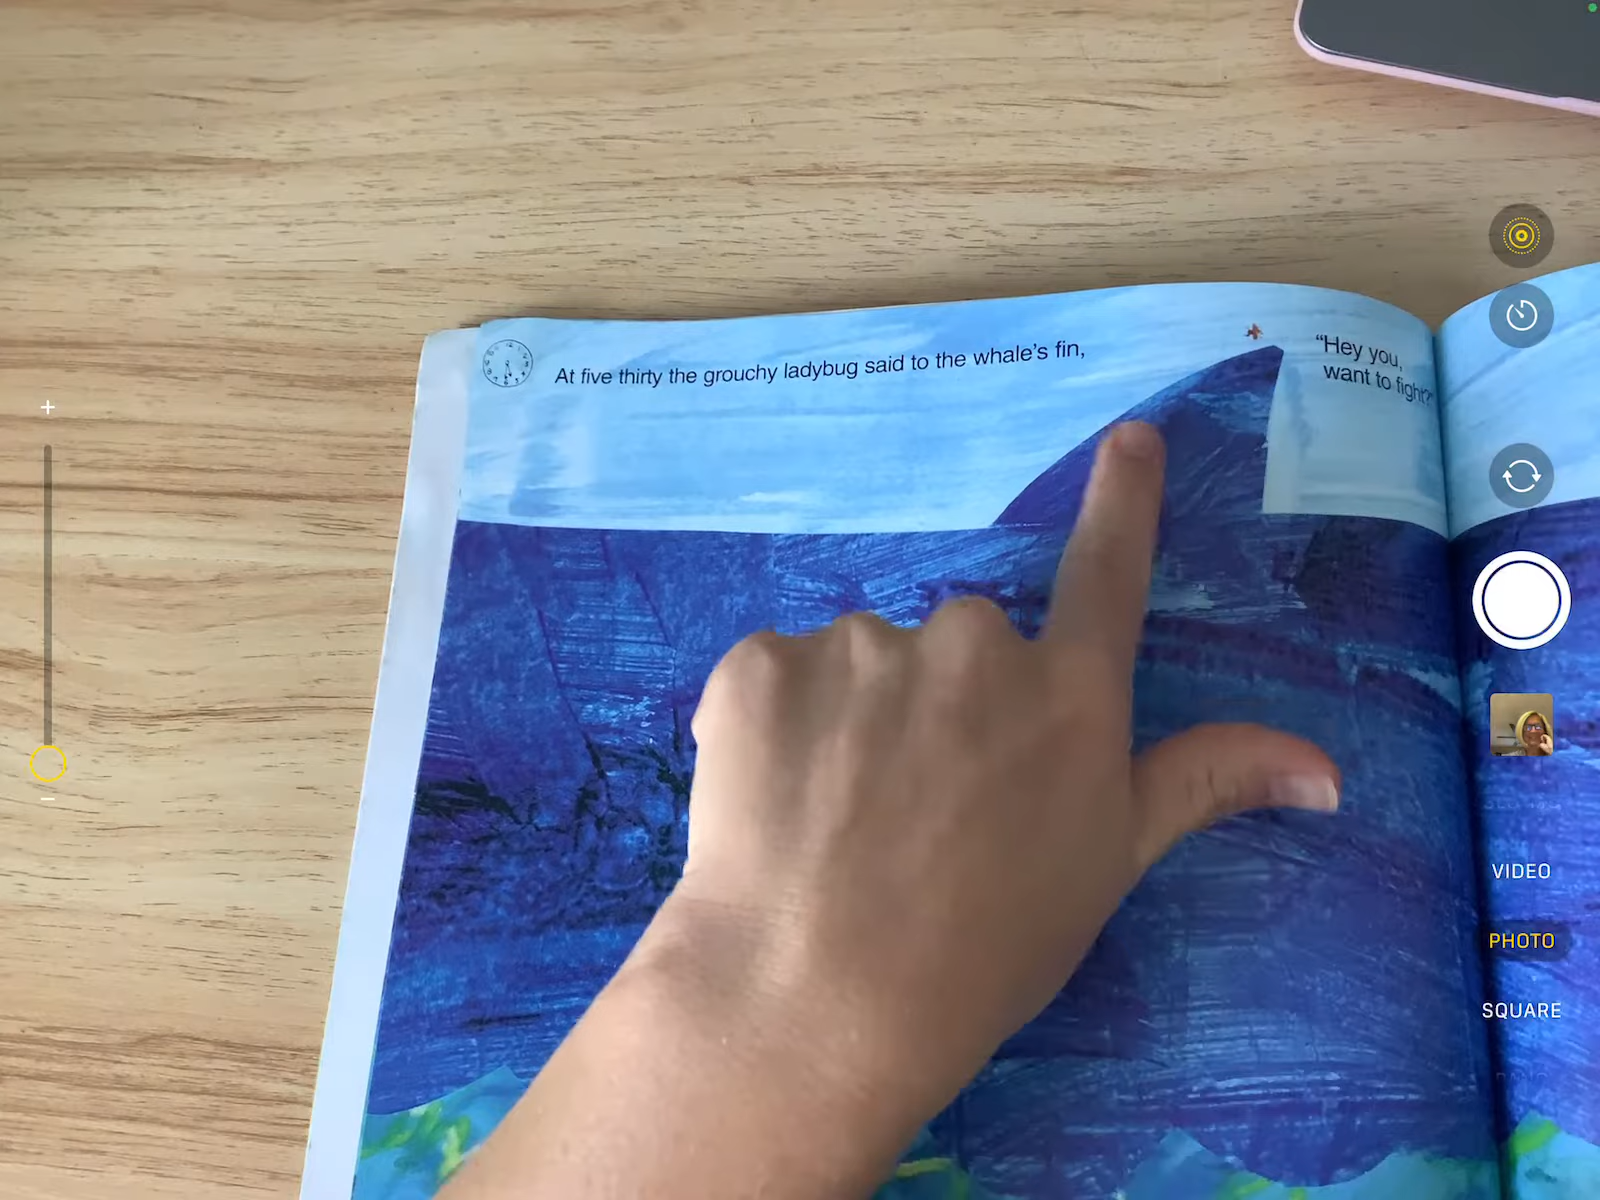 At five thirty the grouchy ladybug said to the whale's fin,
"Hey you,
want to fight?"
VIDEO
PHOTO
SQUARE